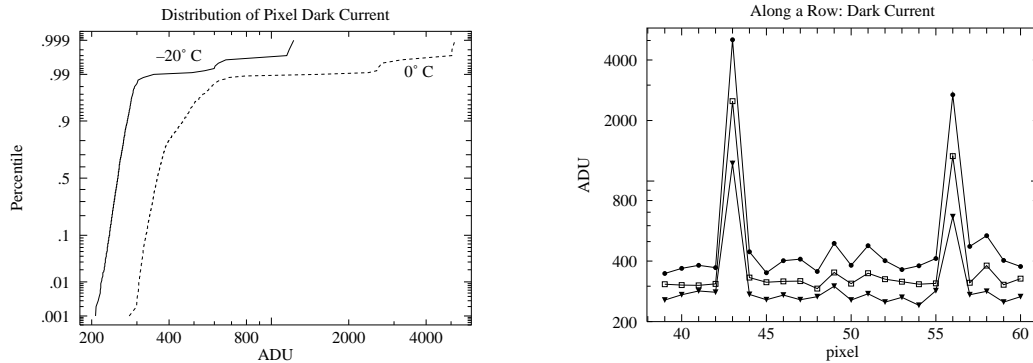 Distribution of Pixel Dark Current
.999
.99
.9
.5
.1
.01
.001
Percentile
–20° C
0° C
200 400 800 2000 4000
ADU
Along a Row: Dark Current
4000
2000
800
400
200
ADU
40 45 50 55 60
pixel